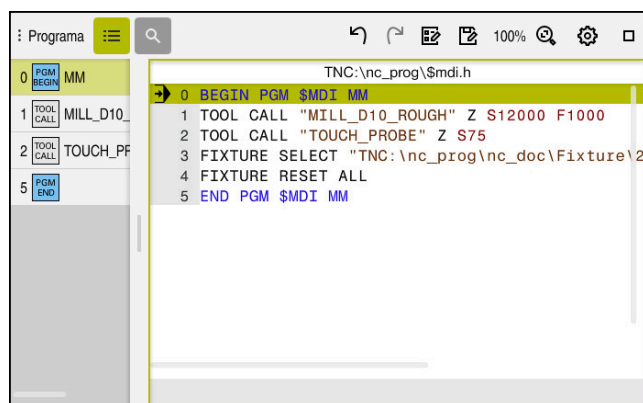 Programa
100%
TNC:\nc_prog\$mdi.h
0 PGM BEGIN MM
1 TOOL CALL MILL_D10_
2 TOOL CALL TOUCH_PF
5 PGM END
0 BEGIN PGM $MDI MM
1 TOOL CALL "MILL_D10_ROUGH" Z S12000 F1000
2 TOOL CALL "TOUCH_PROBE" Z S75
3 FIXTURE SELECT "TNC:\nc_prog\nc_doc\Fixture\2
4 FIXTURE RESET ALL
5 END PGM $MDI MM